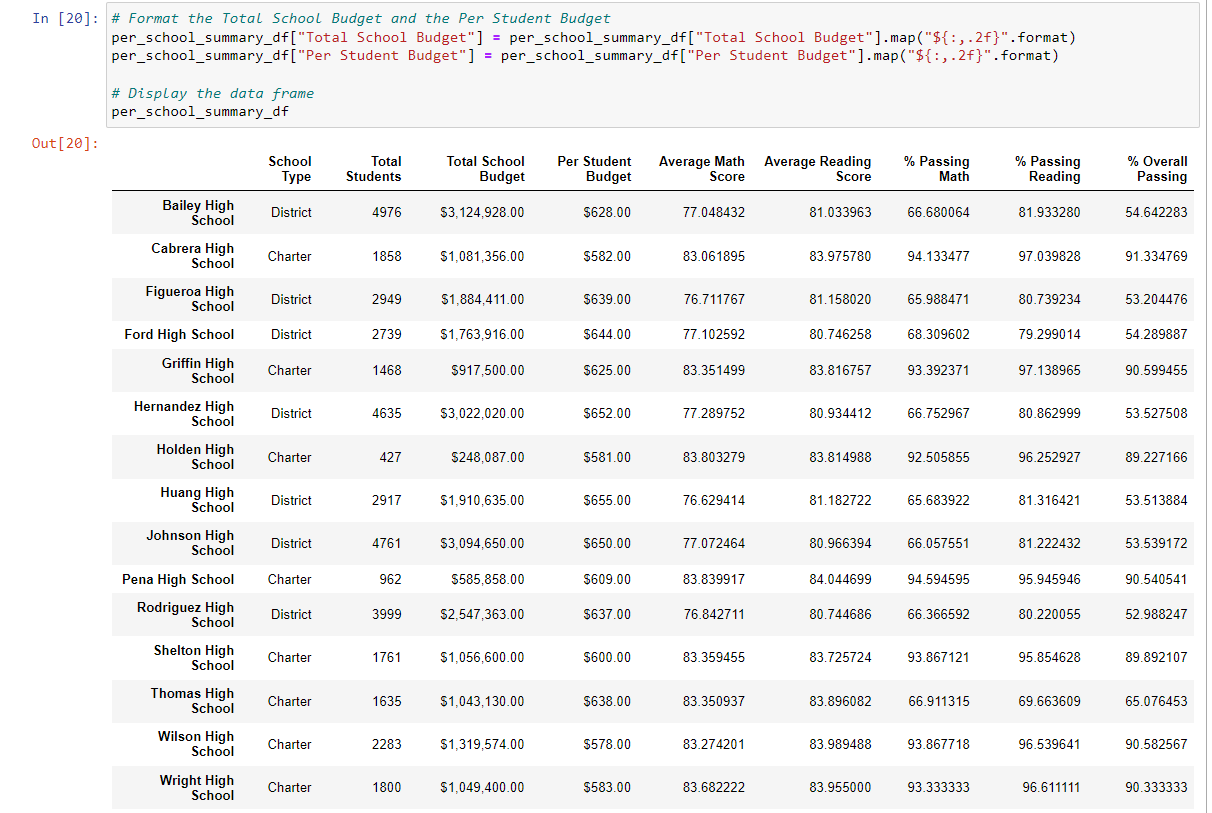 In [20]: # Format the Total School Budget and the Per Student Budget
per_school_summary_df["Total School Budget"] = per_school_summary_df["Total School Budget"].map("${:,.2f}".format)
per_school_summary_df["Per Student Budget"] = per_school_summary_df["Per Student Budget"].map("${:,.2f}".format)
# Display the data frame
per_school_summary_df
Out[20]:
School Type Total Students Total School Budget Per Student Budget Average Math Score Average Reading Score % Passing Math % Passing Reading % Overall Passing
Bailey High School District 4976 $3,124,928.00 $628.00 77.048432 81.033963 66.680064 81.933280 54.642283
Cabrera High School Charter 1858 $1,081,356.00 $582.00 83.061895 83.975780 94.133477 97.039828 91.334769
Figueroa High School District 2949 $1,884,411.00 $639.00 76.711767 81.158020 65.988471 80.739234 53.204476
Ford High School District 2739 $1,763,916.00 $644.00 77.102592 80.746258 68.309602 79.299014 54.289887
Griffin High School Charter 1468 $917,500.00 $625.00 83.351499 83.816757 93.392371 97.138965 90.599455
Hernandez High School District 4635 $3,022,020.00 $652.00 77.289752 80.934412 66.752967 80.862999 53.527508
Holden High School Charter 427 $248,087.00 $581.00 83.803279 83.814988 92.505855 96.252927 89.227166
Huang High School District 2917 $1,910,635.00 $655.00 76.629414 81.182722 65.683922 81.316421 53.513884
Johnson High School District 4761 $3,094,650.00 $650.00 77.072464 80.966394 66.057551 81.222432 53.539172
Pena High School Charter 962 $585,858.00 $609.00 83.839917 84.044699 94.594595 95.945946 90.540541
Rodriguez High School District 3999 $2,547,363.00 $637.00 76.842711 80.744686 66.366592 80.220055 52.988247
Shelton High School Charter 1761 $1,056,600.00 $600.00 83.359455 83.725724 93.867121 95.854628 89.892107
Thomas High School Charter 1635 $1,043,130.00 $638.00 83.350937 83.896082 66.911315 69.663609 65.076453
Wilson High School Charter 2283 $1,319,574.00 $578.00 83.274201 83.989488 93.867718 96.539641 90.582567
Wright High School Charter 1800 $1,049,400.00 $583.00 83.682222 83.955000 93.333333 96.611111 90.333333